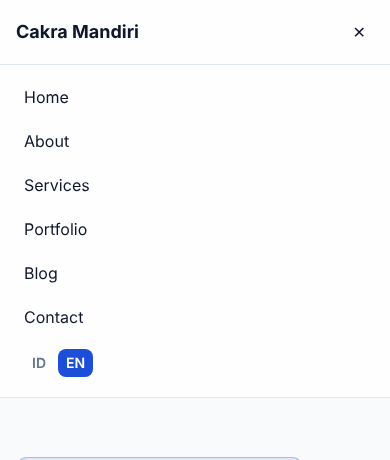 Cakra Mandiri
Home
About
Services
Portfolio
Blog
Contact
ID EN